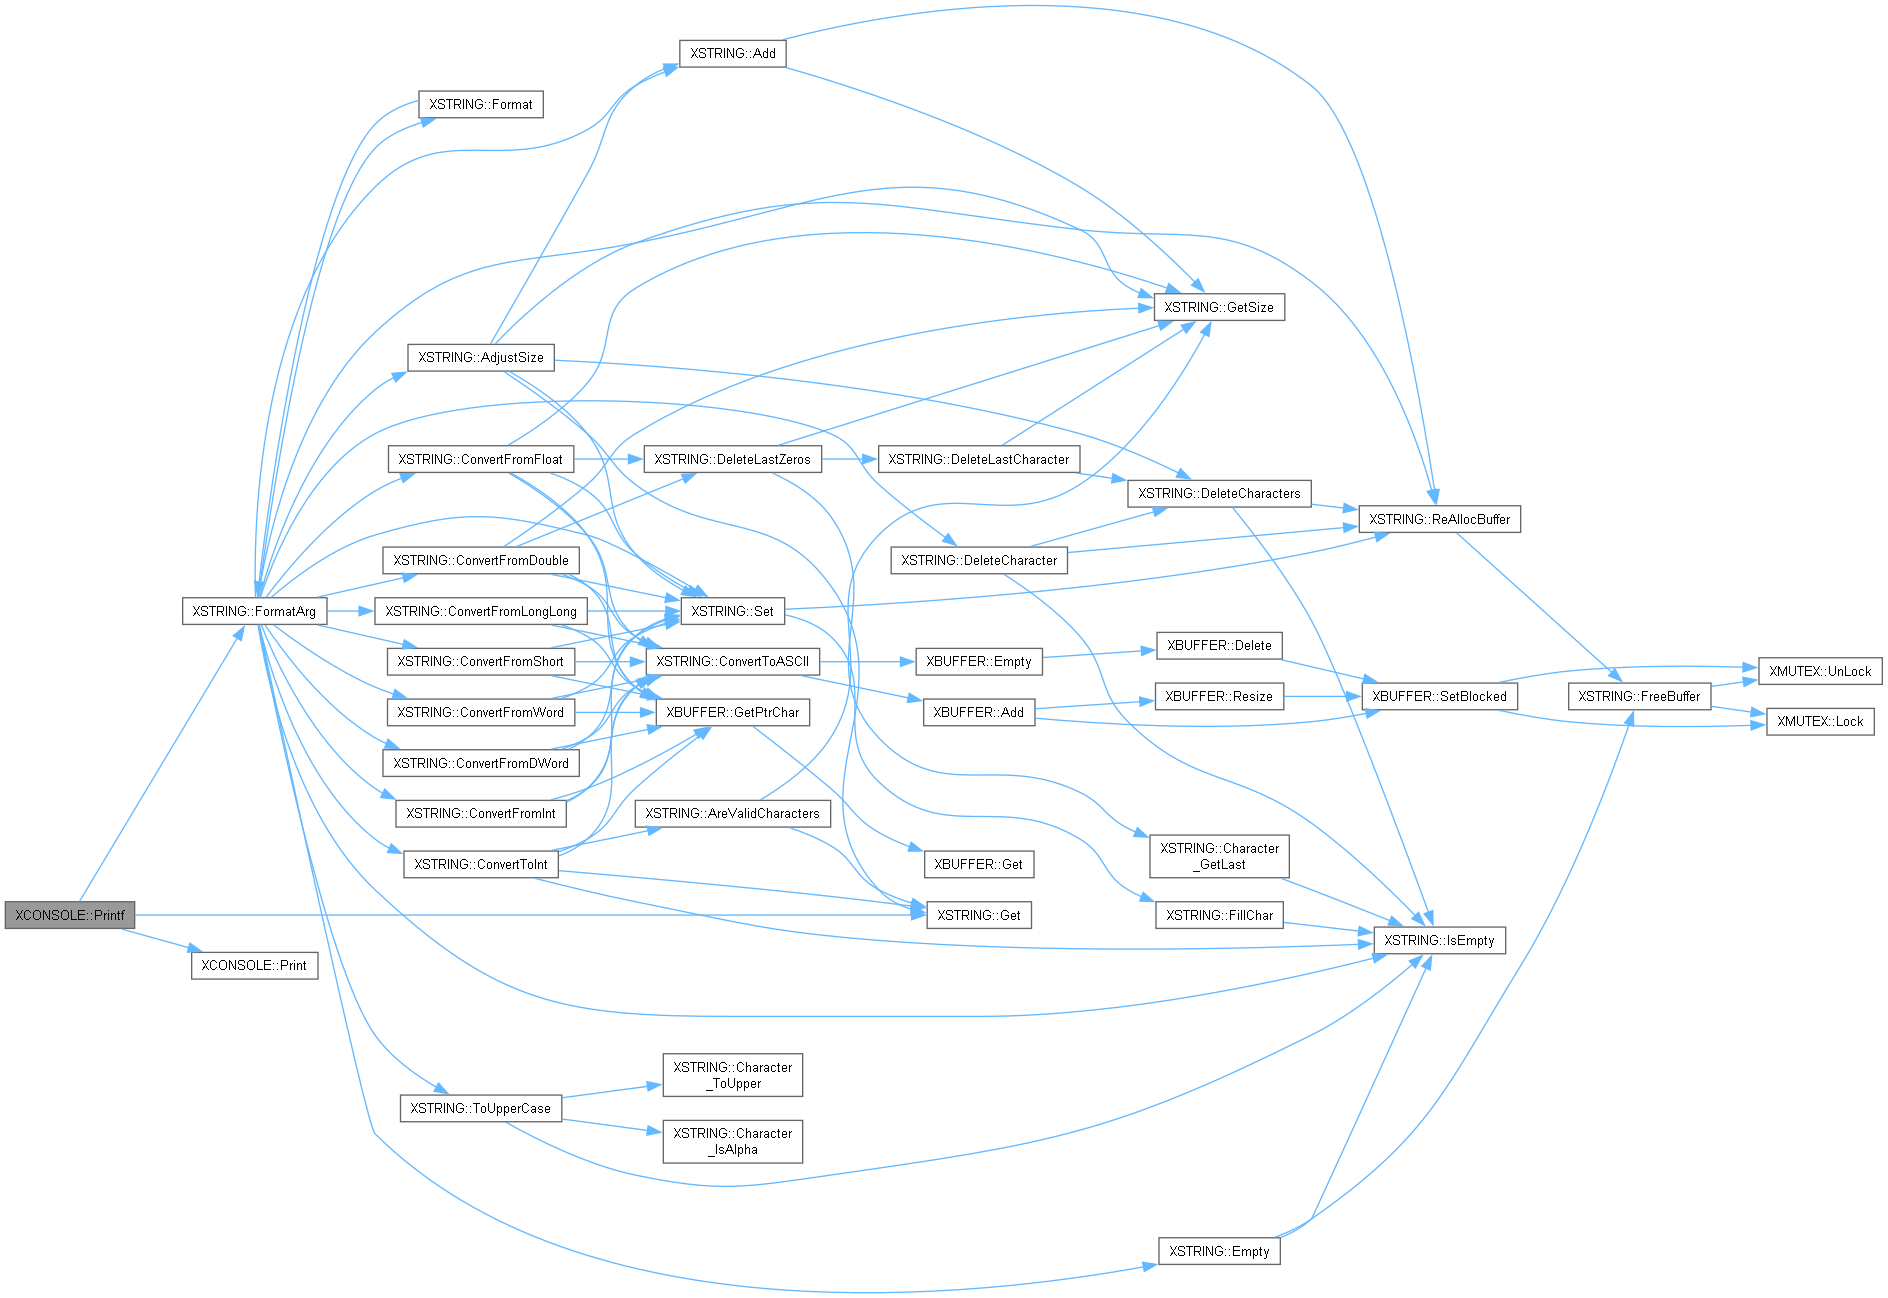 XSTRING::Add
XSTRING::Format
XSTRING::GetSize
XSTRING::AdjustSize
XSTRING::ConvertFromFloat
XSTRING::DeleteLastZeros
XSTRING::DeleteLastCharacter
XSTRING::DeleteCharacters
XSTRING::ReAllocBuffer
XSTRING::ConvertFromDouble
XSTRING::DeleteCharacter
XSTRING::FormatArg
XSTRING::ConvertFromLongLong
XSTRING::Set
XSTRING::ConvertFromShort
XSTRING::ConvertToASCII
XBUFFER::Empty
XBUFFER::Delete
XMUTEX::UnLock
XSTRING::ConvertFromWord
XBUFFER::GetPtrChar
XBUFFER::Add
XBUFFER::Resize
XBUFFER::SetBlocked
XSTRING::FreeBuffer
XMUTEX::Lock
XSTRING::ConvertFromDWord
XSTRING::ConvertFromInt
XSTRING::AreValidCharacters
XSTRING::ConvertToInt
XBUFFER::Get
XSTRING::Character
_GetLast
XCONSOLE::Printf
XSTRING::Get
XSTRING::FillChar
XSTRING::IsEmpty
XCONSOLE::Print
XSTRING::Character
_ToUpper
XSTRING::ToUpperCase
XSTRING::Character
_IsAlpha
XSTRING::Empty